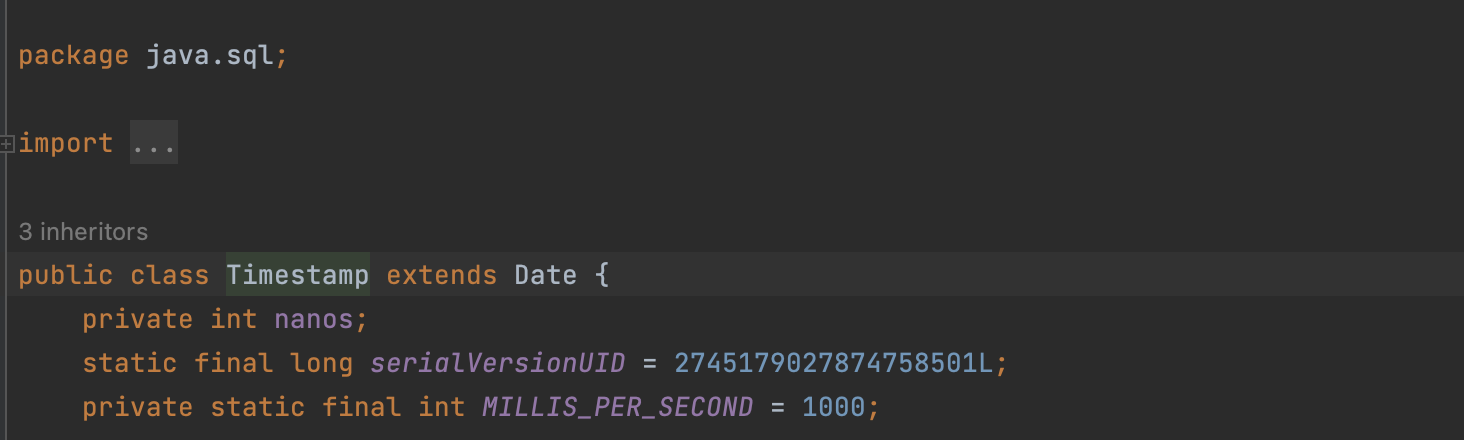 package java.sql;
import ...
3 inheritors
public class Timestamp extends Date {
private int nanos;
static final long serialVersionUID = 2745179027874758501L;
private static final int MILLIS_PER_SECOND = 1000;